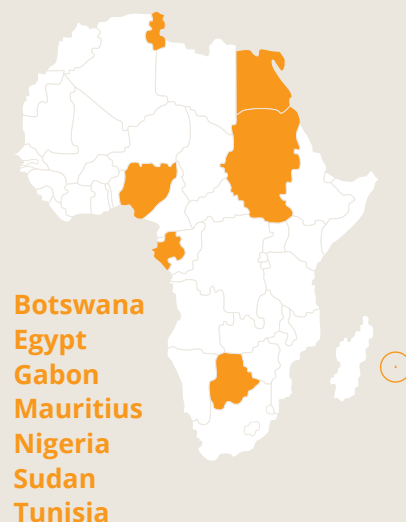 Botswana
Egypt
Gabon
Mauritius
Nigeria
Sudan
Tunisia